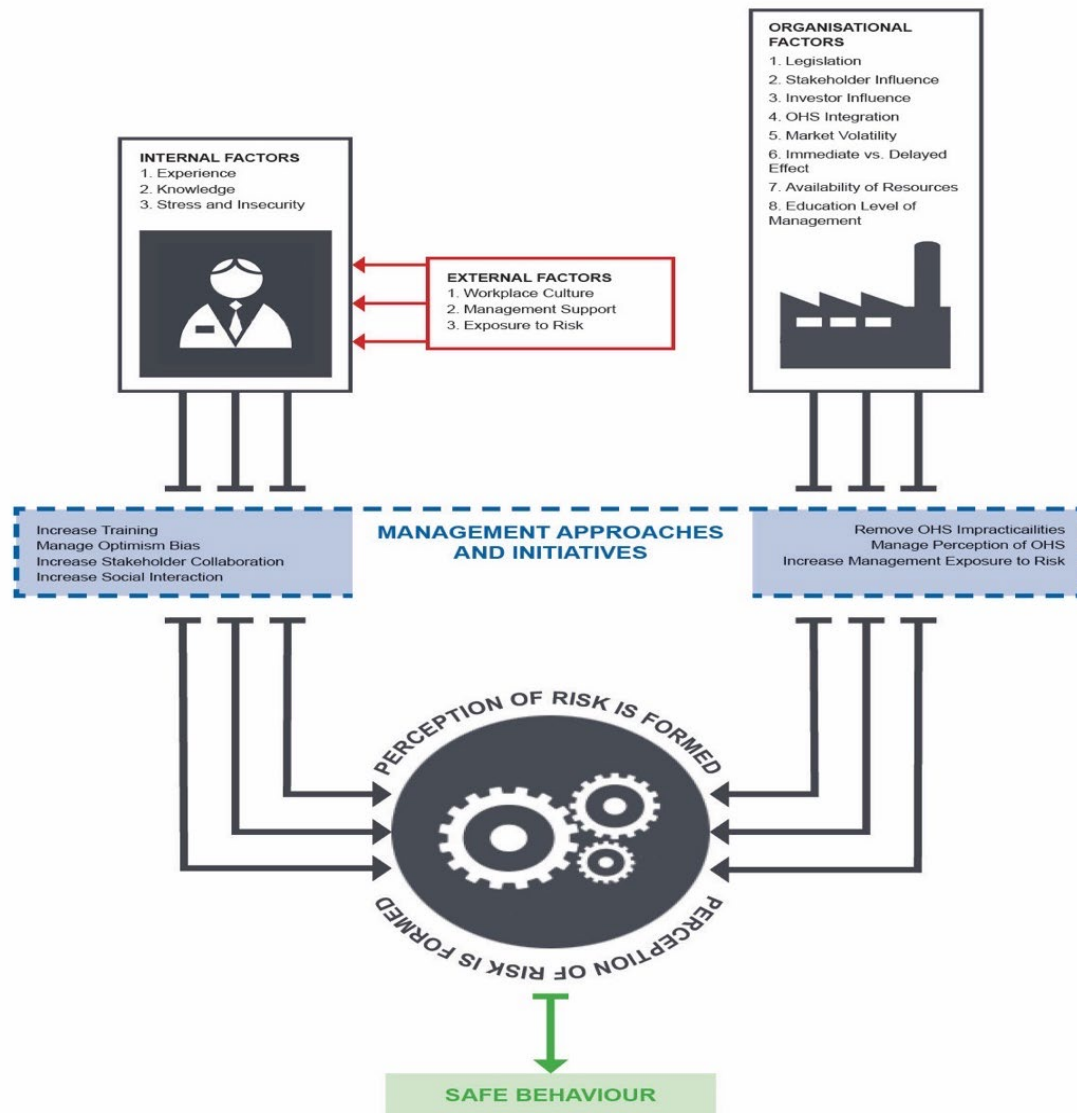 ORGANISATIONAL
FACTORS
1. Legislation
2. Stakeholder Influence
3. Investor Influence
4. OHS Integration
5. Market Volatility
6. Immediate vs. Delayed
Effect
7. Availability of Resources
8. Education Level of
Management
INTERNAL FACTORS
1. Experience
2. Knowledge
3. Stress and Insecurity
EXTERNAL FACTORS
1. Workplace Culture
2. Management Support
3. Exposure to Risk
Increase Training
Manage Optimism Bias
Increase Stakeholder Collaboration
Increase Social Interaction
MANAGEMENT APPROACHES
AND INITIATIVES
Remove OHS Impracticailities
Manage Perception of OHS
Increase Management Exposure to Risk
PERCEPTION OF RISK IS FORMED
PERCEPTION OF RISK IS FORMED
SAFE BEHAVIOUR